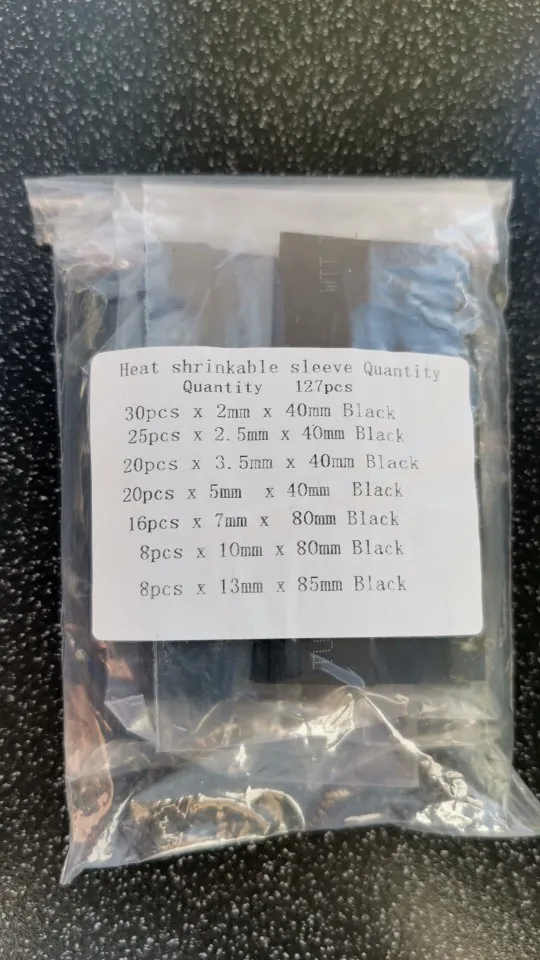 WTT
Heat shrinkable sleeve Quantity
Quantity 127pcs
30pcs x 2mm x 40mm Black
25pcs x 2.5mm x 40mm Black
20pcs x 3.5mm x 40mm Black
20pcs x 5mm x 40mm Black
16pcs x 7mm x 80mm Black
8pcs x 10mm x 80mm Black
8pcs x 13mm x 85mm Black